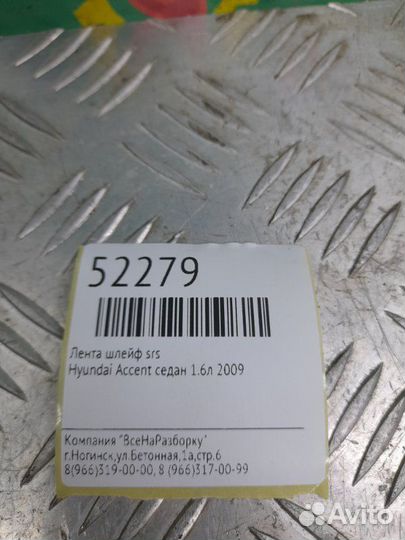 52279
Лента шлейф srs
Hyundai Accent седан 1.6л 2009
Компания "ВсеНаРазборку"
г.Ногинск,ул.Бетонная,1а,стр.6
8(966)319-00-00, 8 (966)317-00-99
Avito